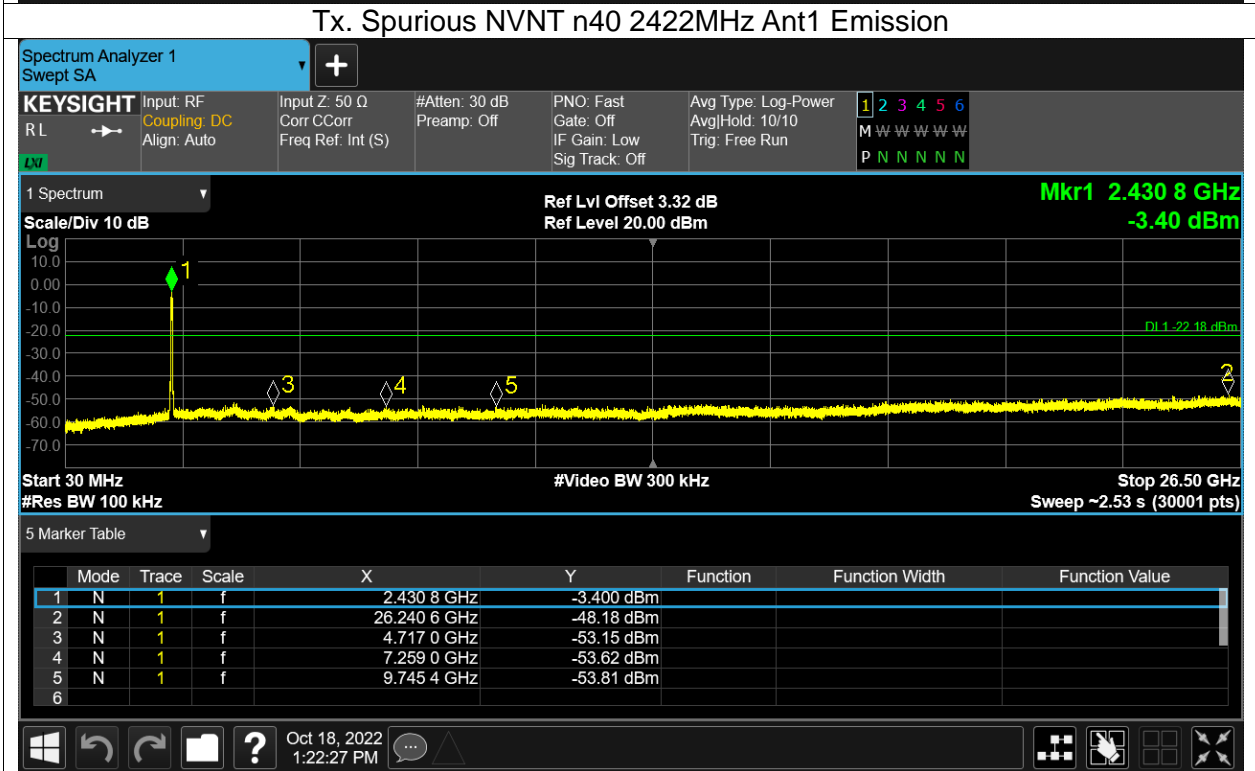 Tx. Spurious NVNT n40 2422MHz Ant1 Emission
Spectrum Analyzer 1
Swept SA
+
KEYSIGHT Input: RF Input Z: 50 Ω #Atten: 30 dB PNO: Fast Avg Type: Log-Power 1 2 3 4 5 6
R L Coupling: DC Corr CCorr Preamp: Off Gate: Off Avg|Hold: 10/10 M W W W W W
Align: Auto Freq Ref: Int (S) IF Gain: Low Trig: Free Run
LXI Sig Track: Off P N N N N N
1 Spectrum Ref Lvl Offset 3.32 dB Mkr1 2.430 8 GHz
Scale/Div 10 dB Ref Level 20.00 dBm -3.40 dBm
Log
10.0 1
0.00
-10.0
-20.0 DL1 -22.18 dBm
-30.0
-40.0 3 4 5 2
-50.0
-60.0
-70.0
Start 30 MHz #Video BW 300 kHz Stop 26.50 GHz
#Res BW 100 kHz Sweep ~2.53 s (30001 pts)
5 Marker Table
Mode Trace Scale X Y Function Function Width Function Value
1 N 1 f 2.430 8 GHz -3.400 dBm
2 N 1 f 26.240 6 GHz -48.18 dBm
3 N 1 f 4.717 0 GHz -53.15 dBm
4 N 1 f 7.259 0 GHz -53.62 dBm
5 N 1 f 9.745 4 GHz -53.81 dBm
6
? Oct 18, 2022
1:22:27 PM